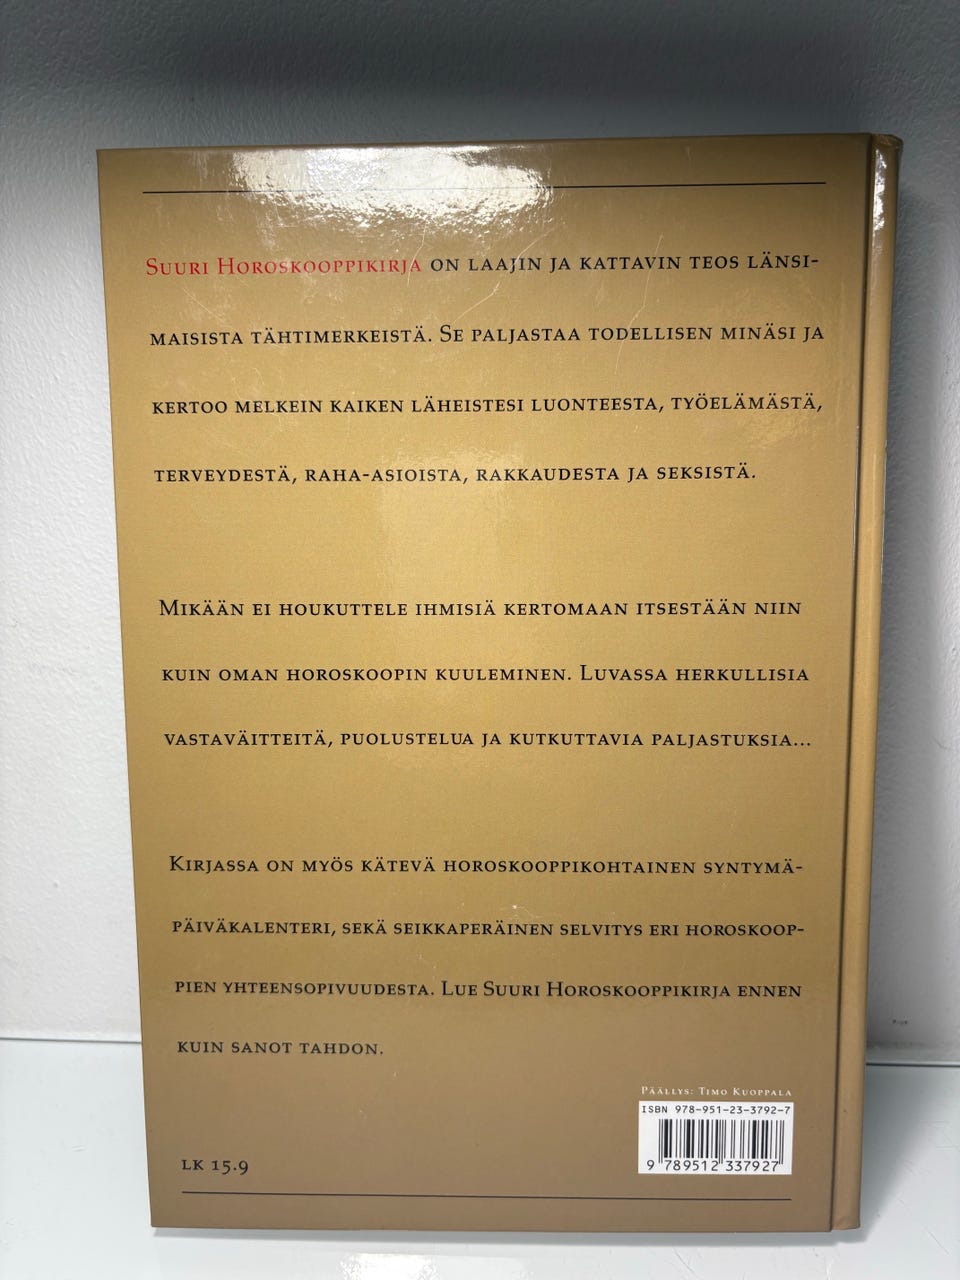 Suuri Horoskooppikirja on laajin ja kattavin teos länsi-
maisista tähtimerkeistä. Se paljastaa todellisen minäsi ja
kertoo melkein kaiken läheistesi luonteesta, työelämästä,
terveydestä, raha-asioista, rakkaudesta ja seksistä.
Mikään ei houkuttele ihmisiä kertomaan itsestään niin
kuin oman horoskoopin kuuleminen. Luvassa herkullisia
vastaväitteitä, puolustelua ja kutkuttavia paljastuksia...
Kirjassa on myös kätevä horoskooppikohtainen syntymä-
päiväkalenteri, sekä seikkaperäinen selvitys eri horoskoop-
pien yhteensopivuudesta. Lue Suuri Horoskooppikirja ennen
kuin sanot tahdon.
Päällys: Timo Kuoppala
ISBN 978-951-23-3792-7
9 789512 337927
lk 15.9